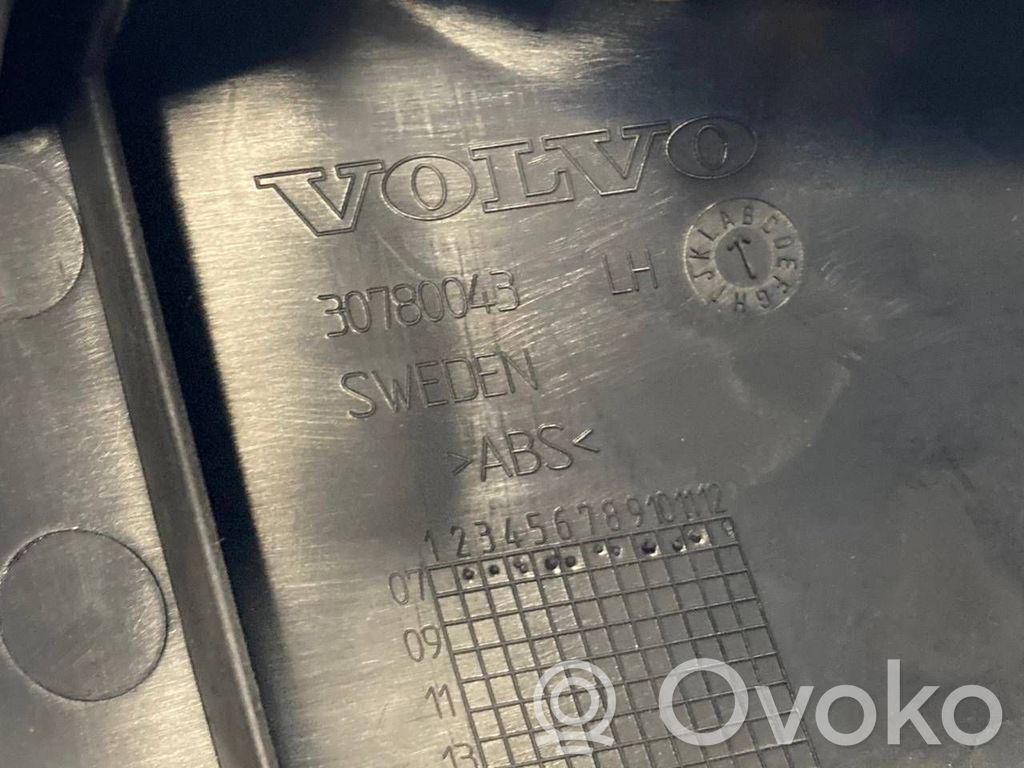 VOLVO
30780043 LH
SWEDEN
>ABS<
1 2 3 4 5 6 7 8 9 10 11 12
07
09
11
13
Ovoko